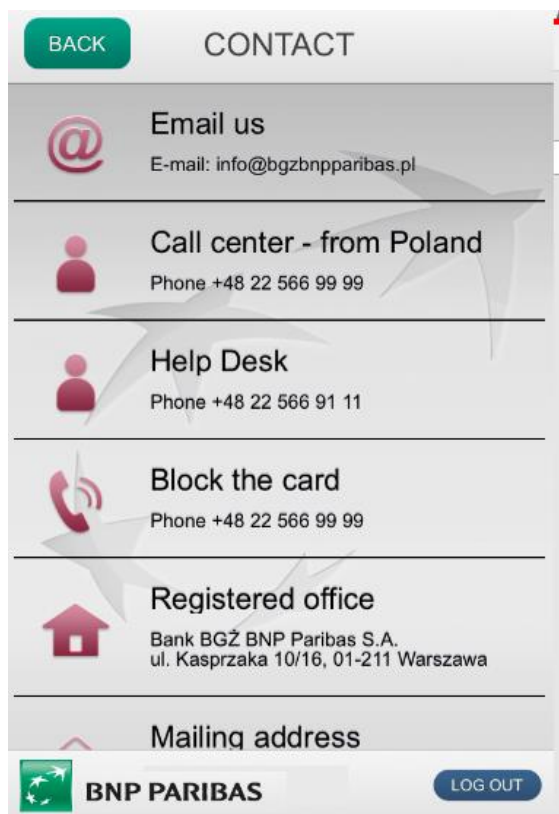 BACK
CONTACT
Email us
E-mail: info@bgzbnpparibas.pl
Call center - from Poland
Phone +48 22 566 99 99
Help Desk
Phone +48 22 566 91 11
Block the card
Phone +48 22 566 99 99
Registered office
Bank BGŻ BNP Paribas S.A.
ul. Kasprzaka 10/16, 01-211 Warszawa
Mailing address
BNP PARIBAS
LOG OUT